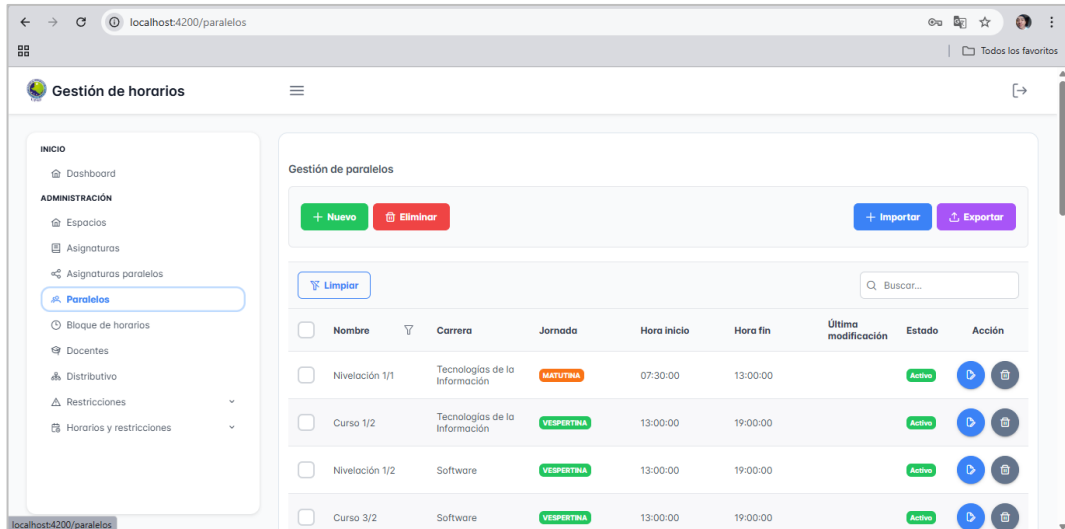 localhost:4200/paralelos
Todos los favoritos
Gestión de horarios
INICIO
Dashboard
ADMINISTRACIÓN
Espacios
Asignaturas
Asignaturas paralelos
Paralelos
Bloque de horarios
Docentes
Distributivo
Restricciones
Horarios y restricciones
Gestión de paralelos
+ Nuevo Eliminar + Importar Exportar
Limpiar Buscar...
Nombre Carrera Jornada Hora inicio Hora fin Última modificación Estado Acción
Nivelación 1/1 Tecnologías de la Información MATUTINA 07:30:00 13:00:00 Activo
Curso 1/2 Tecnologías de la Información VESPERTINA 13:00:00 19:00:00 Activo
Nivelación 1/2 Software VESPERTINA 13:00:00 19:00:00 Activo
Curso 3/2 Software VESPERTINA 13:00:00 19:00:00 Activo
localhost:4200/paralelos